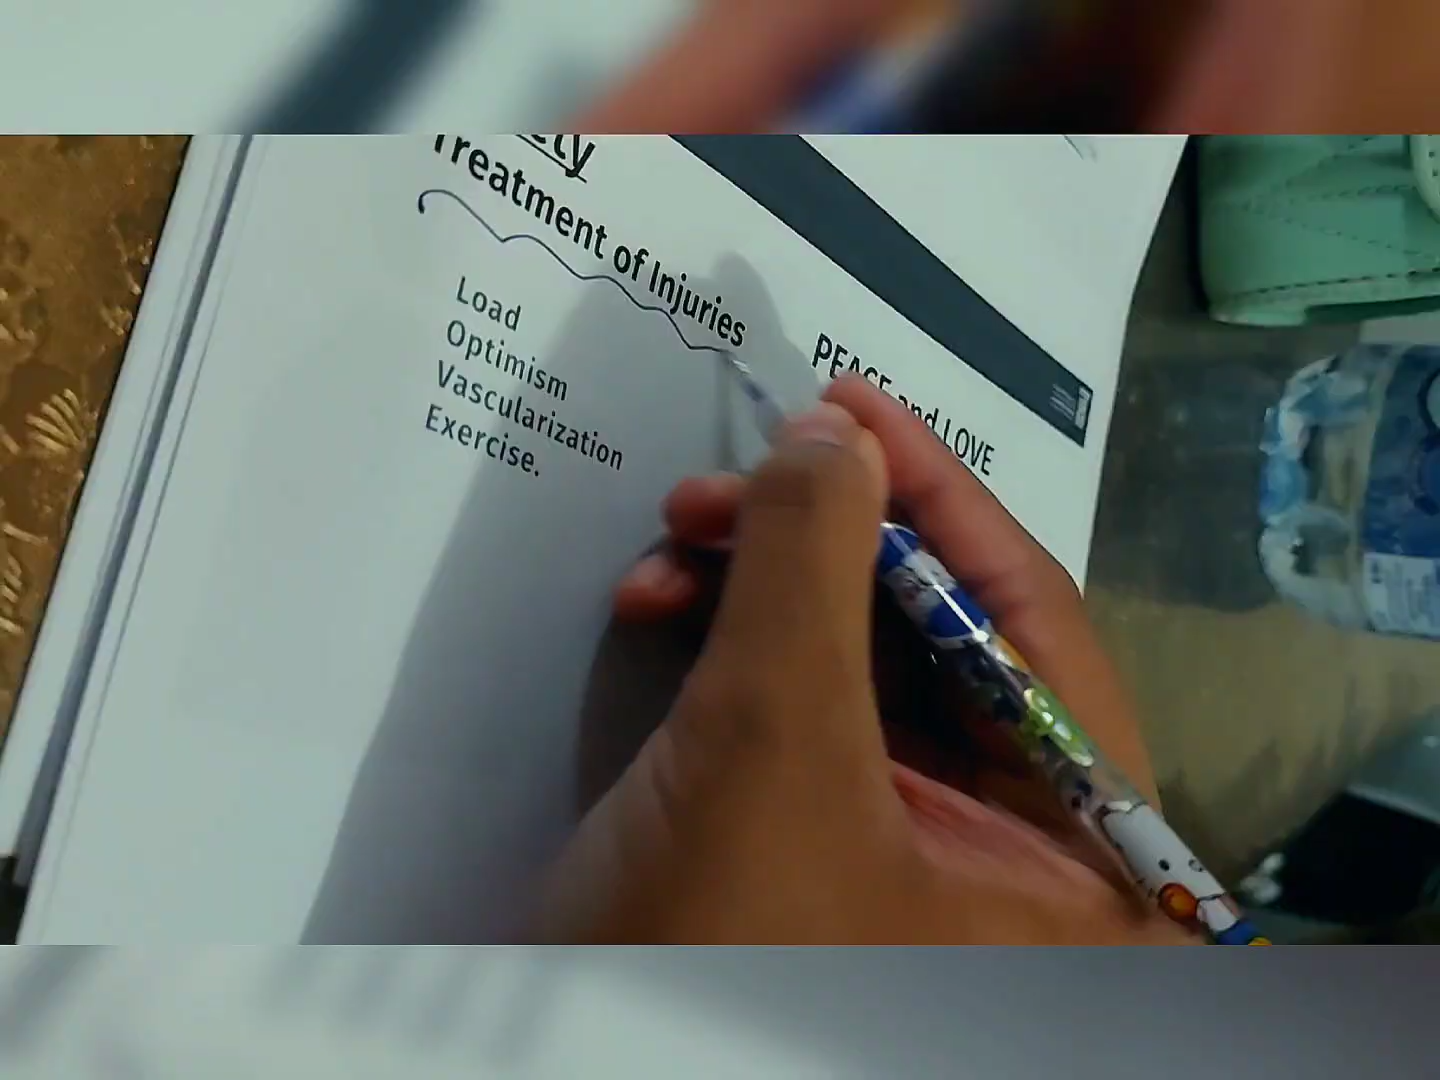 Treatment of Injuries
PEACE and LOVE
Load
Optimism
Vascularization
Exercise.